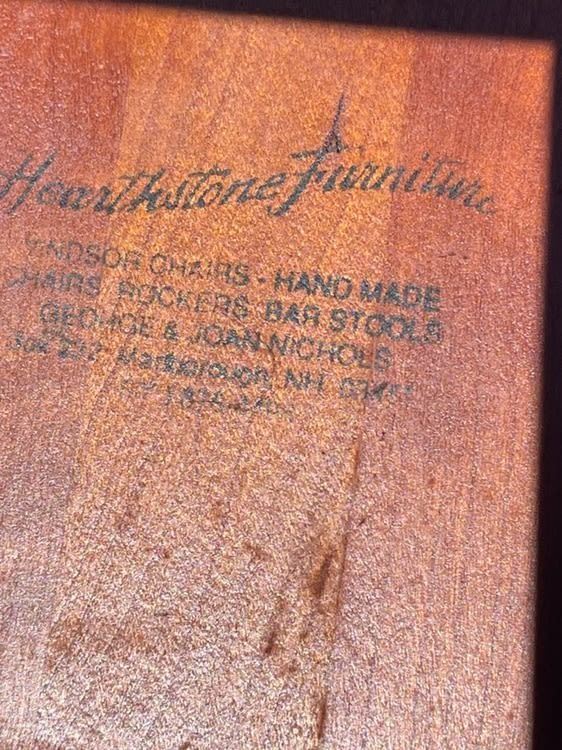 Hearthstone Furniture
WINDSOR CHAIRS - HAND MADE
CHAIRS ROCKERS BAR STOOLS
GEORGE & JOAN NICHOLS
Marlborough, NH.